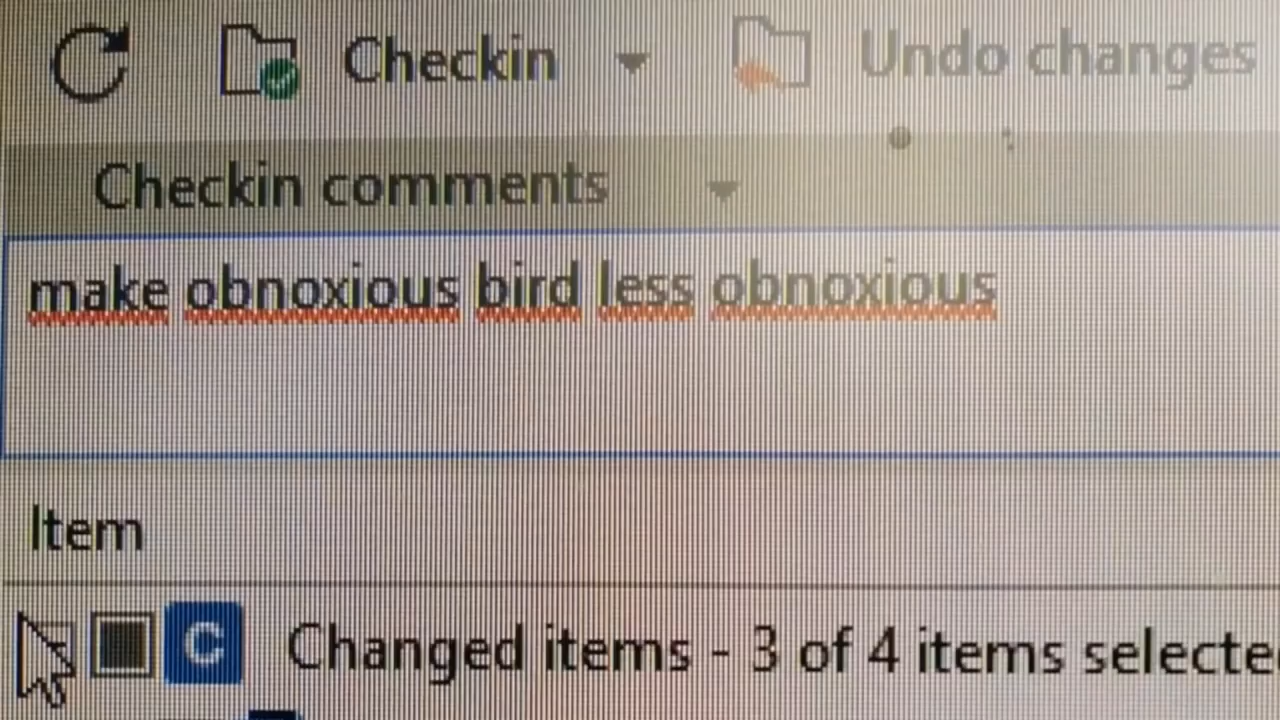 Checkin Undo changes
Checkin comments
make obnoxious bird less obnoxious
Item
C Changed items - 3 of 4 items selecte